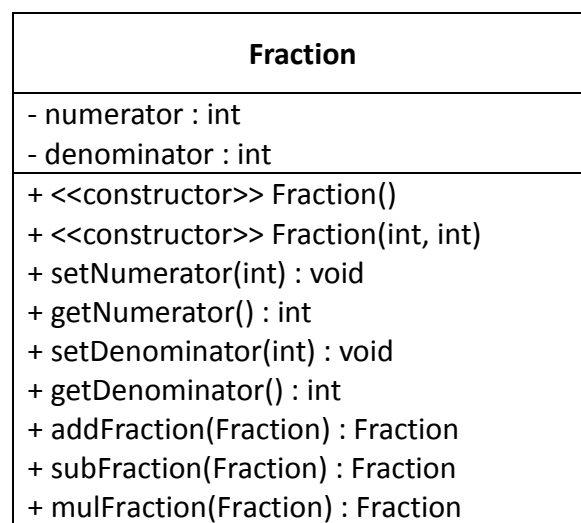 Fraction
- numerator : int
- denominator : int
+ <<constructor>> Fraction()
+ <<constructor>> Fraction(int, int)
+ setNumerator(int) : void
+ getNumerator() : int
+ setDenominator(int) : void
+ getDenominator() : int
+ addFraction(Fraction) : Fraction
+ subFraction(Fraction) : Fraction
+ mulFraction(Fraction) : Fraction